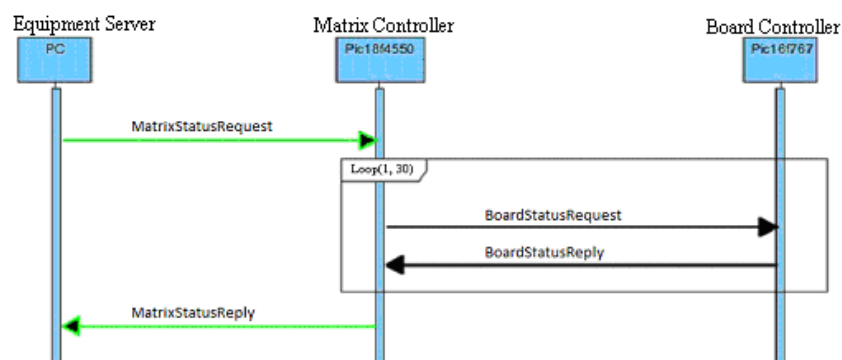 Equipment Server
Matrix Controller
Board Controller
PC
Pic18f4550
Pic16f767
MatrixStatusRequest
Loop(1, 30)
BoardStatusRequest
BoardStatusReply
MatrixStatusReply